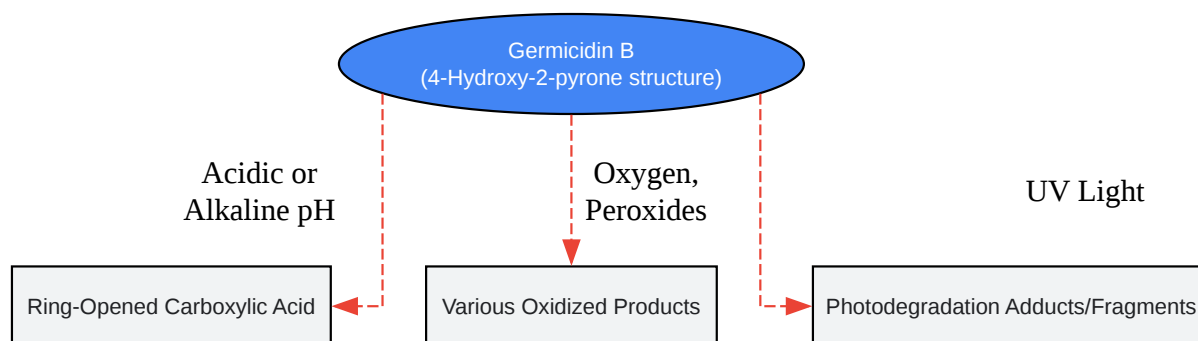 Germicidin B
(4-Hydroxy-2-pyrone structure)
Acidic or
Alkaline pH
Oxygen,
Peroxides
UV Light
Ring-Opened Carboxylic Acid
Various Oxidized Products
Photodegradation Adducts/Fragments